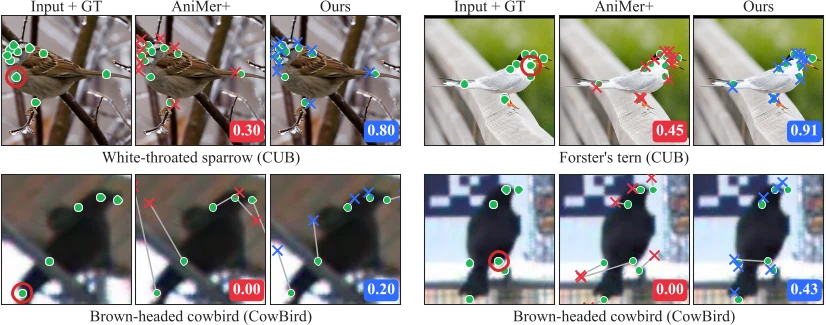 Input + GT AniMer+ Ours Input + GT AniMer+ Ours
0.30 0.80 0.45 0.91
White-throated sparrow (CUB) Forster's tern (CUB)
0.00 0.20 0.00 0.43
Brown-headed cowbird (CowBird) Brown-headed cowbird (CowBird)